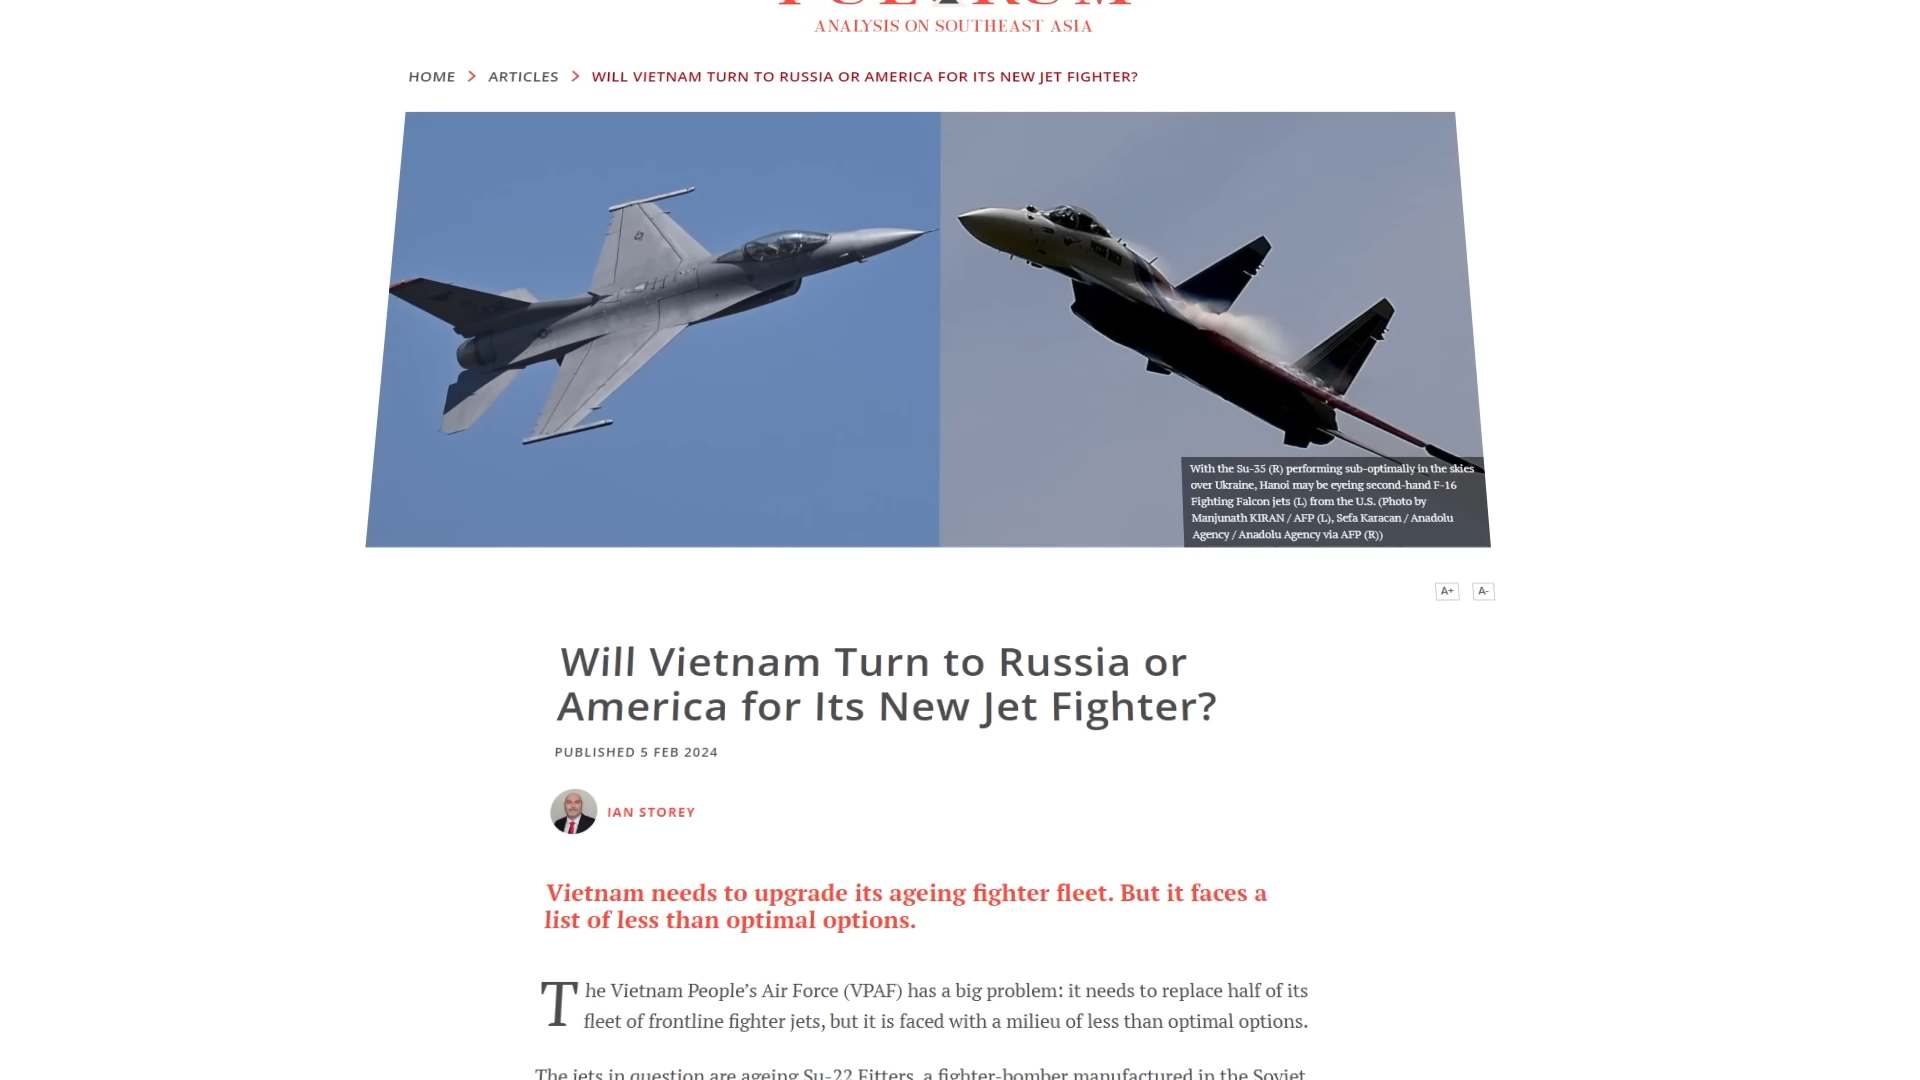 ANALYSIS ON SOUTHEAST ASIA
HOME > ARTICLES > WILL VIETNAM TURN TO RUSSIA OR AMERICA FOR ITS NEW JET FIGHTER?
With the Su-35 (R) performing sub-optimally in the skies
over Ukraine, Hanoi may be eyeing second-hand F-16
Fighting Falcon jets (L) from the U.S. (Photo by
Manjunath KIRAN / AFP (L), Sefa Karacan / Anadolu
Agency / Anadolu Agency via AFP (R))
A+ A-
Will Vietnam Turn to Russia or
America for Its New Jet Fighter?
PUBLISHED 5 FEB 2024
IAN STOREY
Vietnam needs to upgrade its ageing fighter fleet. But it faces a
list of less than optimal options.
The Vietnam People’s Air Force (VPAF) has a big problem: it needs to replace half of its
fleet of frontline fighter jets, but it is faced with a milieu of less than optimal options.
The jets in question are ageing Su-22 Fitters, a fighter-bomber manufactured in the Soviet